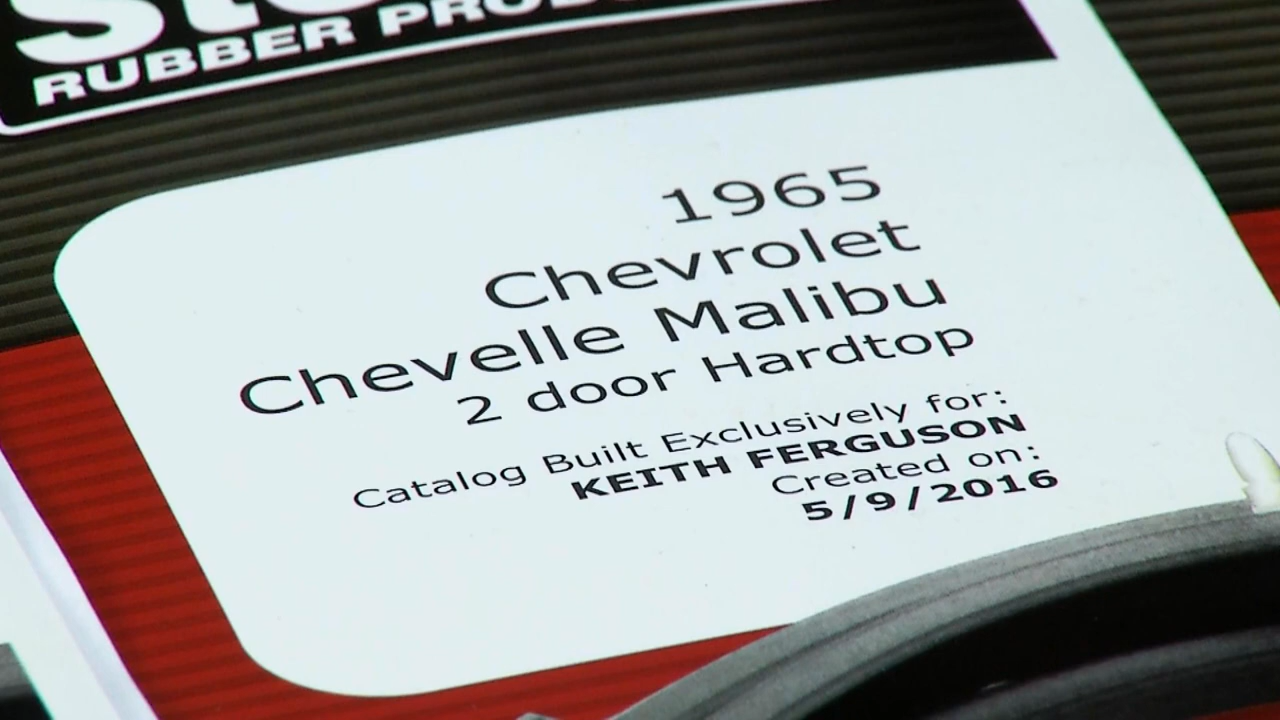 RUBBER
1965
Chevrolet
Chevelle Malibu
2 door Hardtop
Catalog Built Exclusively for:
KEITH FERGUSON
Created on:
5/9/2016